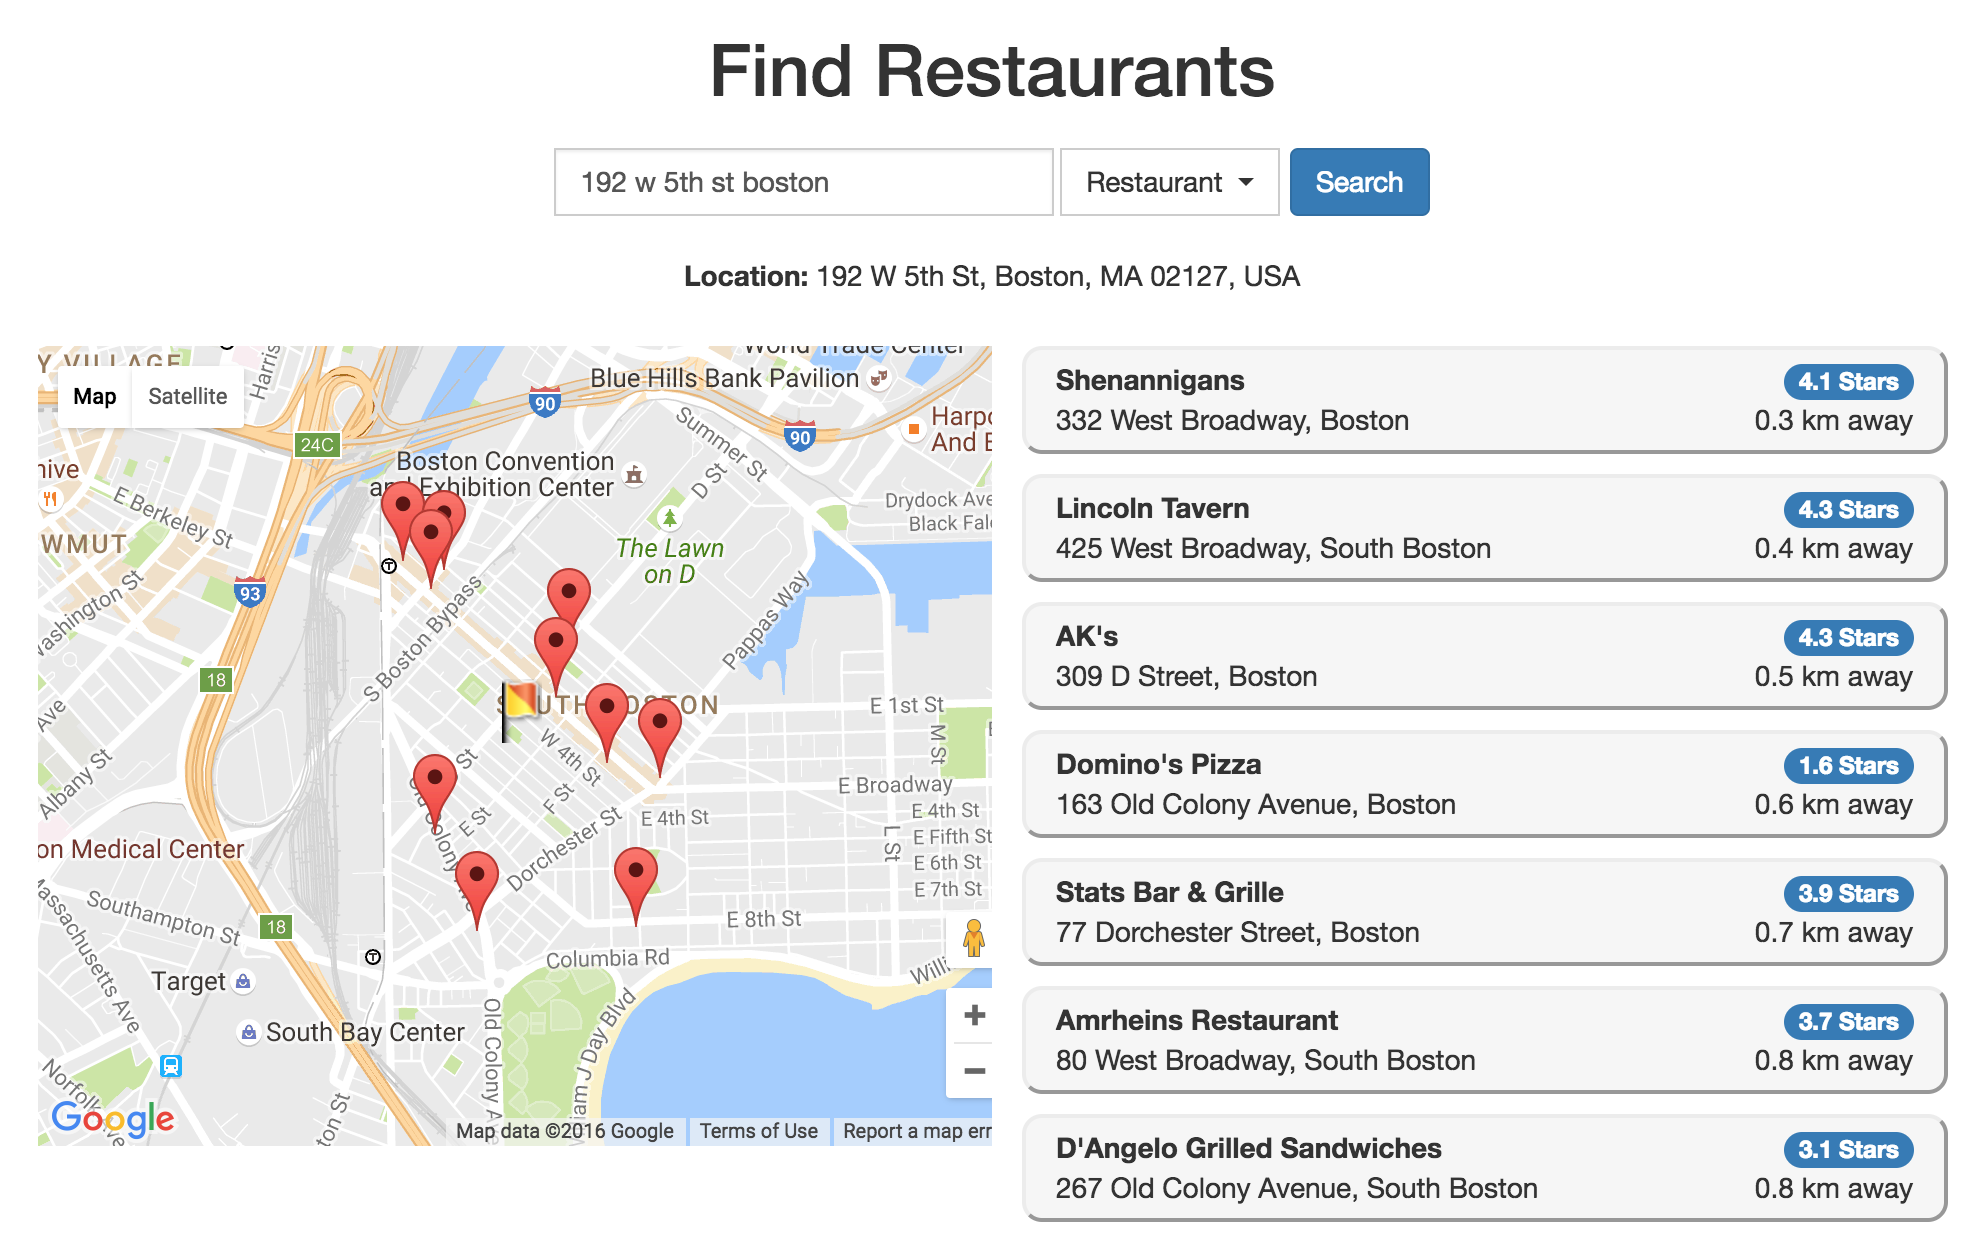 Find Restaurants
192 w 5th st boston
Restaurant
Search
Location: 192 W 5th St, Boston, MA 02127, USA
Y VILLAGE
Map
Satellite
Harris
World Trade Center
Blue Hills Bank Pavilion
90
90
24C
Summer St
Harpo
And B
Boston Convention
and Exhibition Center
D St
hive
E Berkeley St
Drydock Ave
Black Falc
WMUT
The Lawn
on D
93
Washington St
S Boston Bypass
Pappas Way
18
SOUTH BOSTON
E 1st St
M St
Ave
W 4th St
St
Albany St
E Broadway
F St
E St
Old Colony Ave
E 4th St
E 4th St
Dorchester St
L St
E Fifth St
on Medical Center
E 6th St
E 7th St
Massachusetts Ave
Southampton St
18
E 8th St
Columbia Rd
Willi
Target
South Bay Center
Old Colony Av
William J Day Blvd
Norfolk Ave
ton St
Google
Map data ©2016 Google
Terms of Use
Report a map err
Shenannigans
4.1 Stars
332 West Broadway, Boston
0.3 km away
Lincoln Tavern
4.3 Stars
425 West Broadway, South Boston
0.4 km away
AK's
4.3 Stars
309 D Street, Boston
0.5 km away
Domino's Pizza
1.6 Stars
163 Old Colony Avenue, Boston
0.6 km away
Stats Bar & Grille
3.9 Stars
77 Dorchester Street, Boston
0.7 km away
Amrheins Restaurant
3.7 Stars
80 West Broadway, South Boston
0.8 km away
D'Angelo Grilled Sandwiches
3.1 Stars
267 Old Colony Avenue, South Boston
0.8 km away